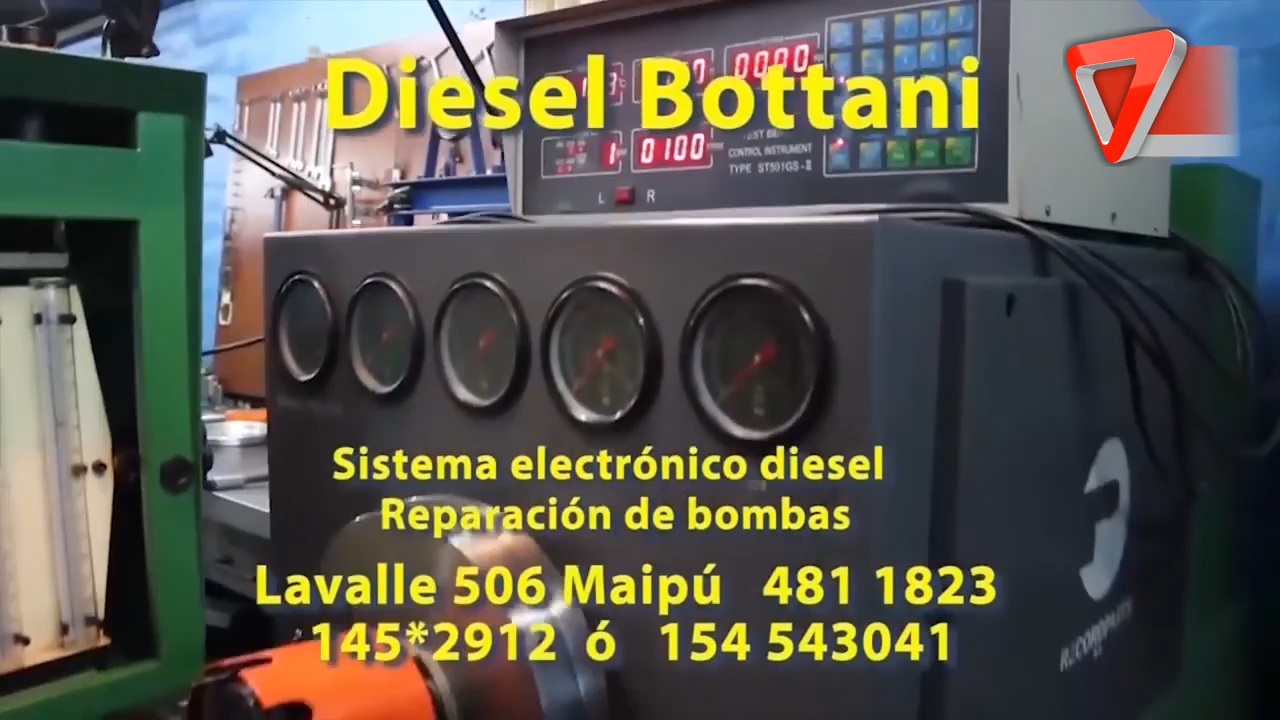 Diesel Bottani
0000
1 0100
CONTROL INSTRUMENT
TYPE ST501GS-II
L R
Sistema electrónico diesel
Reparación de bombas
Lavalle 506 Maipú 481 1823
145*2912 ó 154 543041